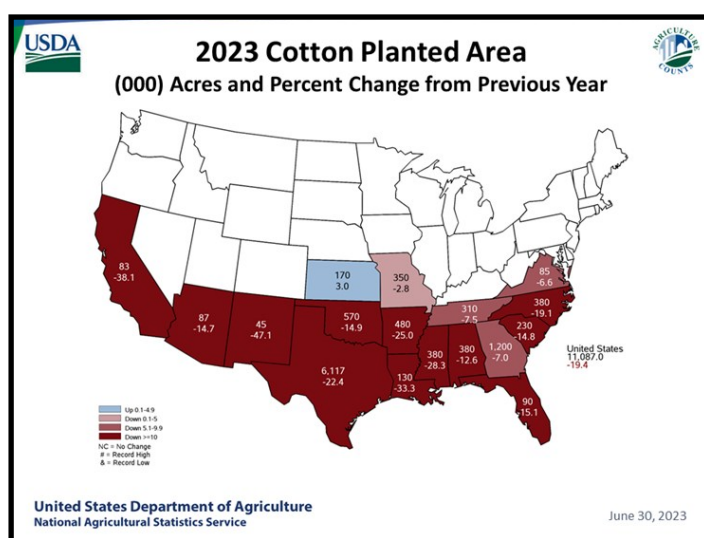 USDA
2023 Cotton Planted Area
(000) Acres and Percent Change from Previous Year
AGRICULTURE
COUNTS
83
-38.1
87
-14.7
45
-47.1
170
3.0
350
-2.8
570
-14.9
480
-25.0
310
-7.5
85
-6.6
380
-19.1
230
-14.8
1,200
-7.0
380
-12.6
380
-28.3
130
-33.3
6,117
-22.4
90
-15.1
United States
11,087.0
-19.4
Up 0.1-4.9
Down 0.1-5
Down 5.1-9.9
Down >=10
NC = No Change
# = Record High
& = Record Low
United States Department of Agriculture
National Agricultural Statistics Service
June 30, 2023